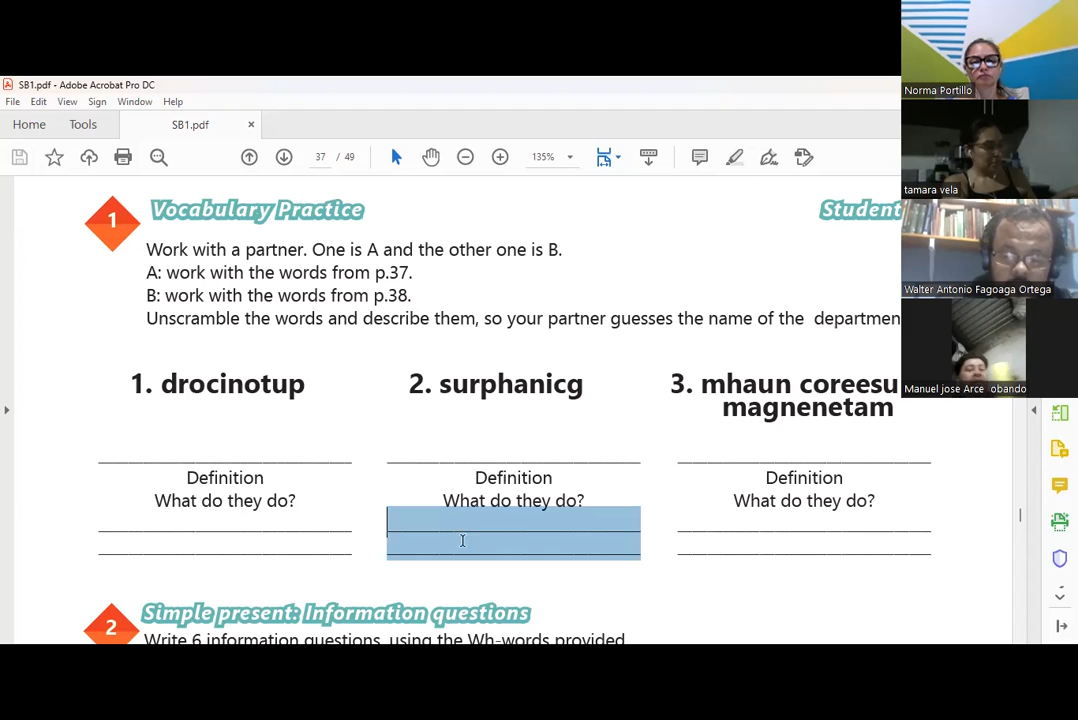 SB1.pdf - Adobe Acrobat Pro DC
File Edit View Sign Window Help
Home Tools SB1.pdf ×
37 / 49 135%
1 Vocabulary Practice Student
Work with a partner. One is A and the other one is B.
A: work with the words from p.37.
B: work with the words from p.38.
Unscramble the words and describe them, so your partner guesses the name of the departmen
1. drocinotup 2. surphanicg 3. mhaun coreesu
magnenetam
Definition Definition Definition
What do they do? What do they do? What do they do?
2 Simple present: Information questions
Write 6 information questions, using the Wh-words provided
Norma Portillo
tamara vela
Walter Antonio Fagoaga Ortega
Manuel jose Arce obando